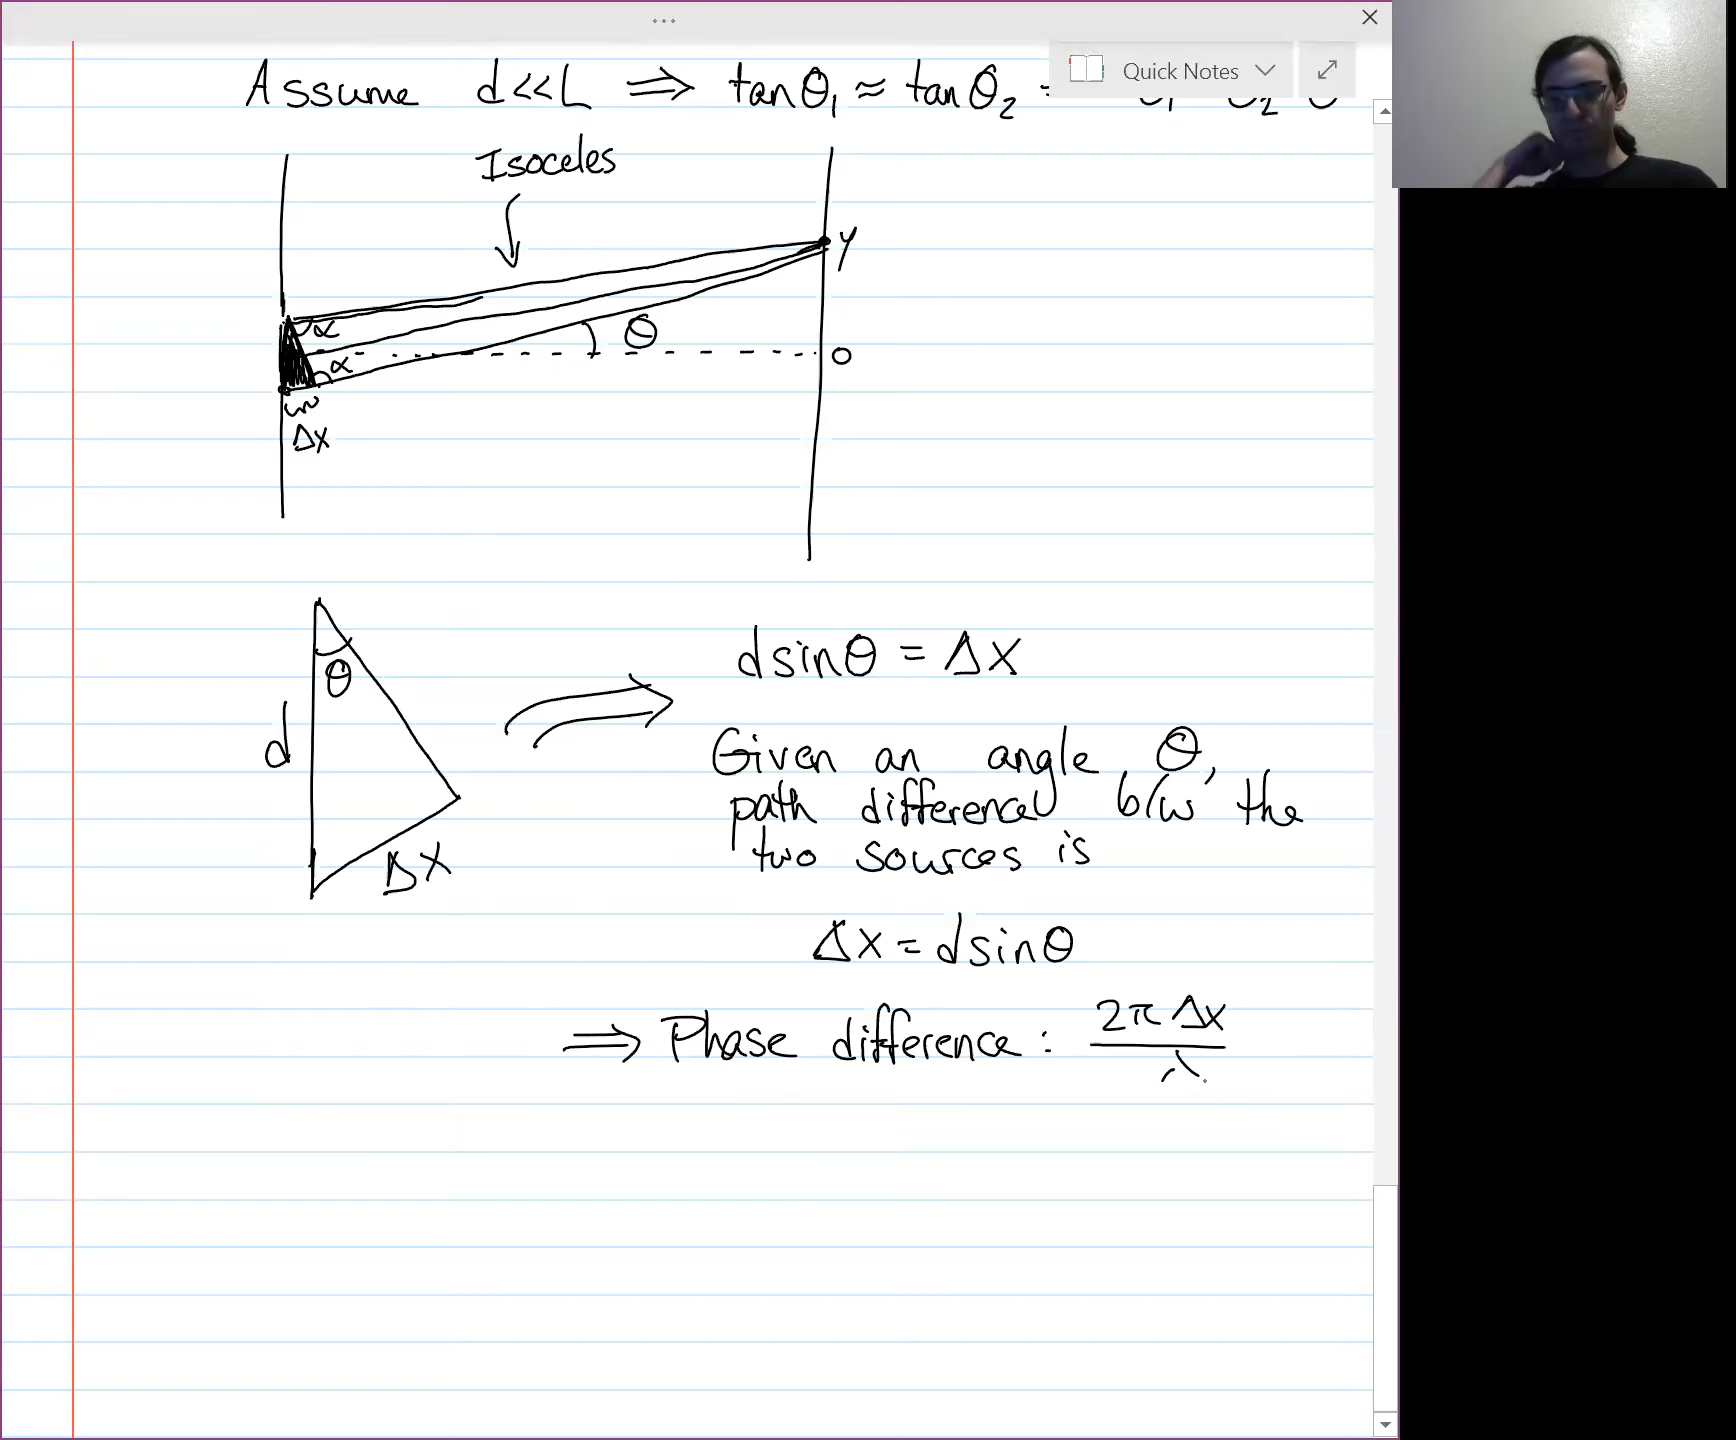 Quick Notes
Assume d<<L ⟹ tanθ₁ ≈ tanθ₂
Isoceles
y
α
θ
α
O
Δx
θ
d
Δx
dsinθ = Δx
Given an angle θ,
path difference b/w the
two sources is
Δx = dsinθ
⟹ Phase difference: 2πΔx/λ